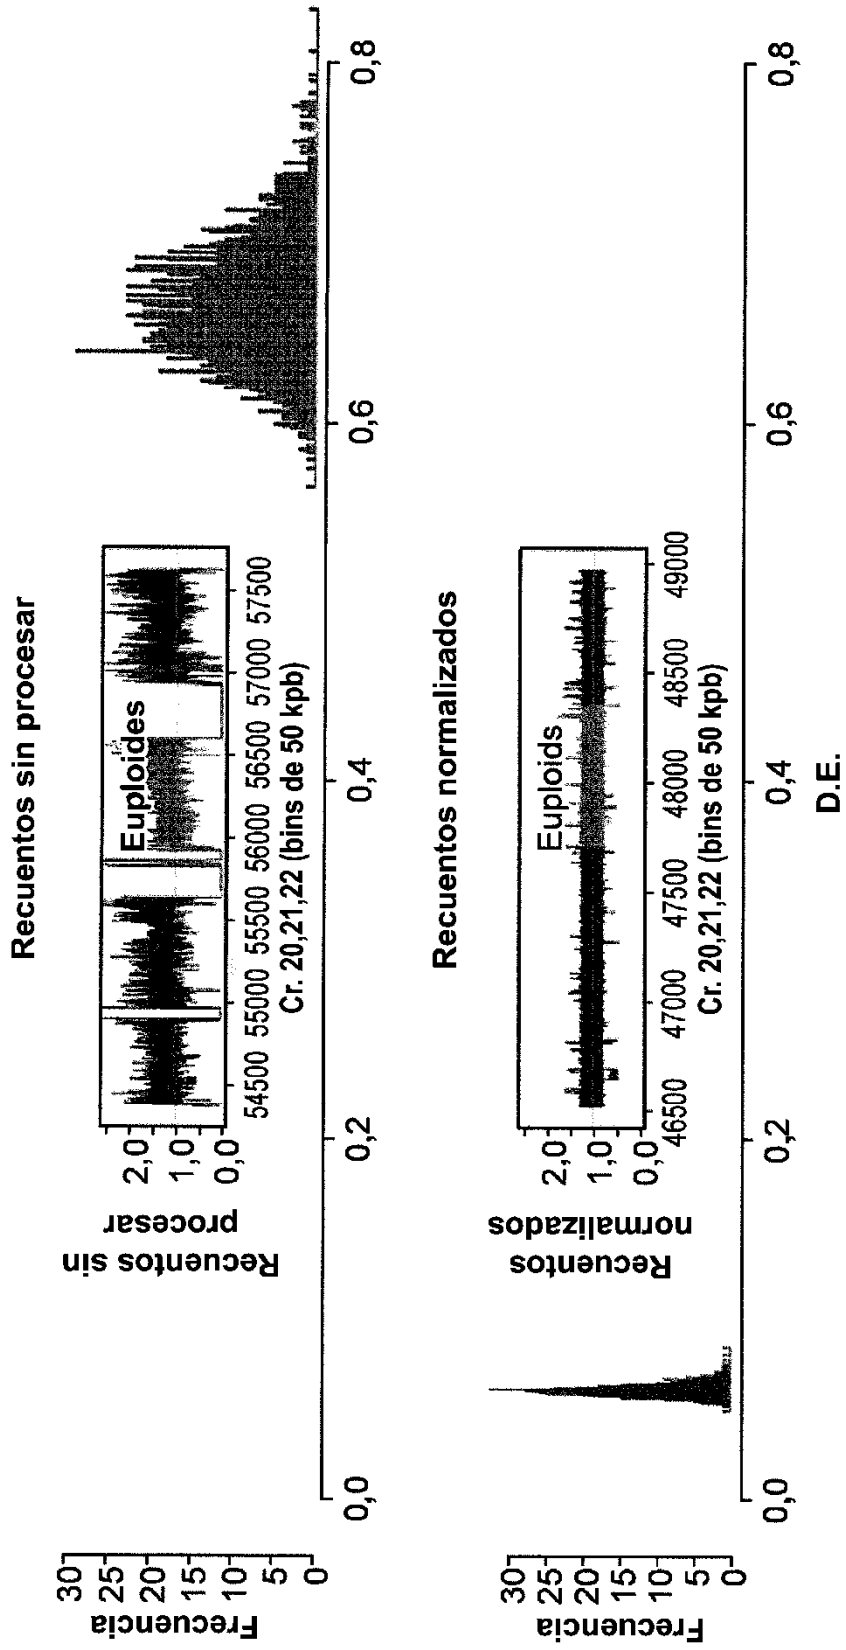 Recuentos sin procesar
Frecuencia
30
25
20
15
10
5
0
Recuentos sin
procesar
2,0
1,0
0,0
Euploides
54500 55000 55500 56000 56500 57000 57500
Cr. 20,21,22 (bins de 50 kpb)
0,0 0,2 0,4 0,6 0,8
Recuentos normalizados
Frecuencia
30
25
20
15
10
5
0
Recuentos
normalizados
2,0
1,0
0,0
Euploids
46500 47000 47500 48000 48500 49000
Cr. 20,21,22 (bins de 50 kpb)
0,0 0,2 0,4 0,6 0,8
D.E.